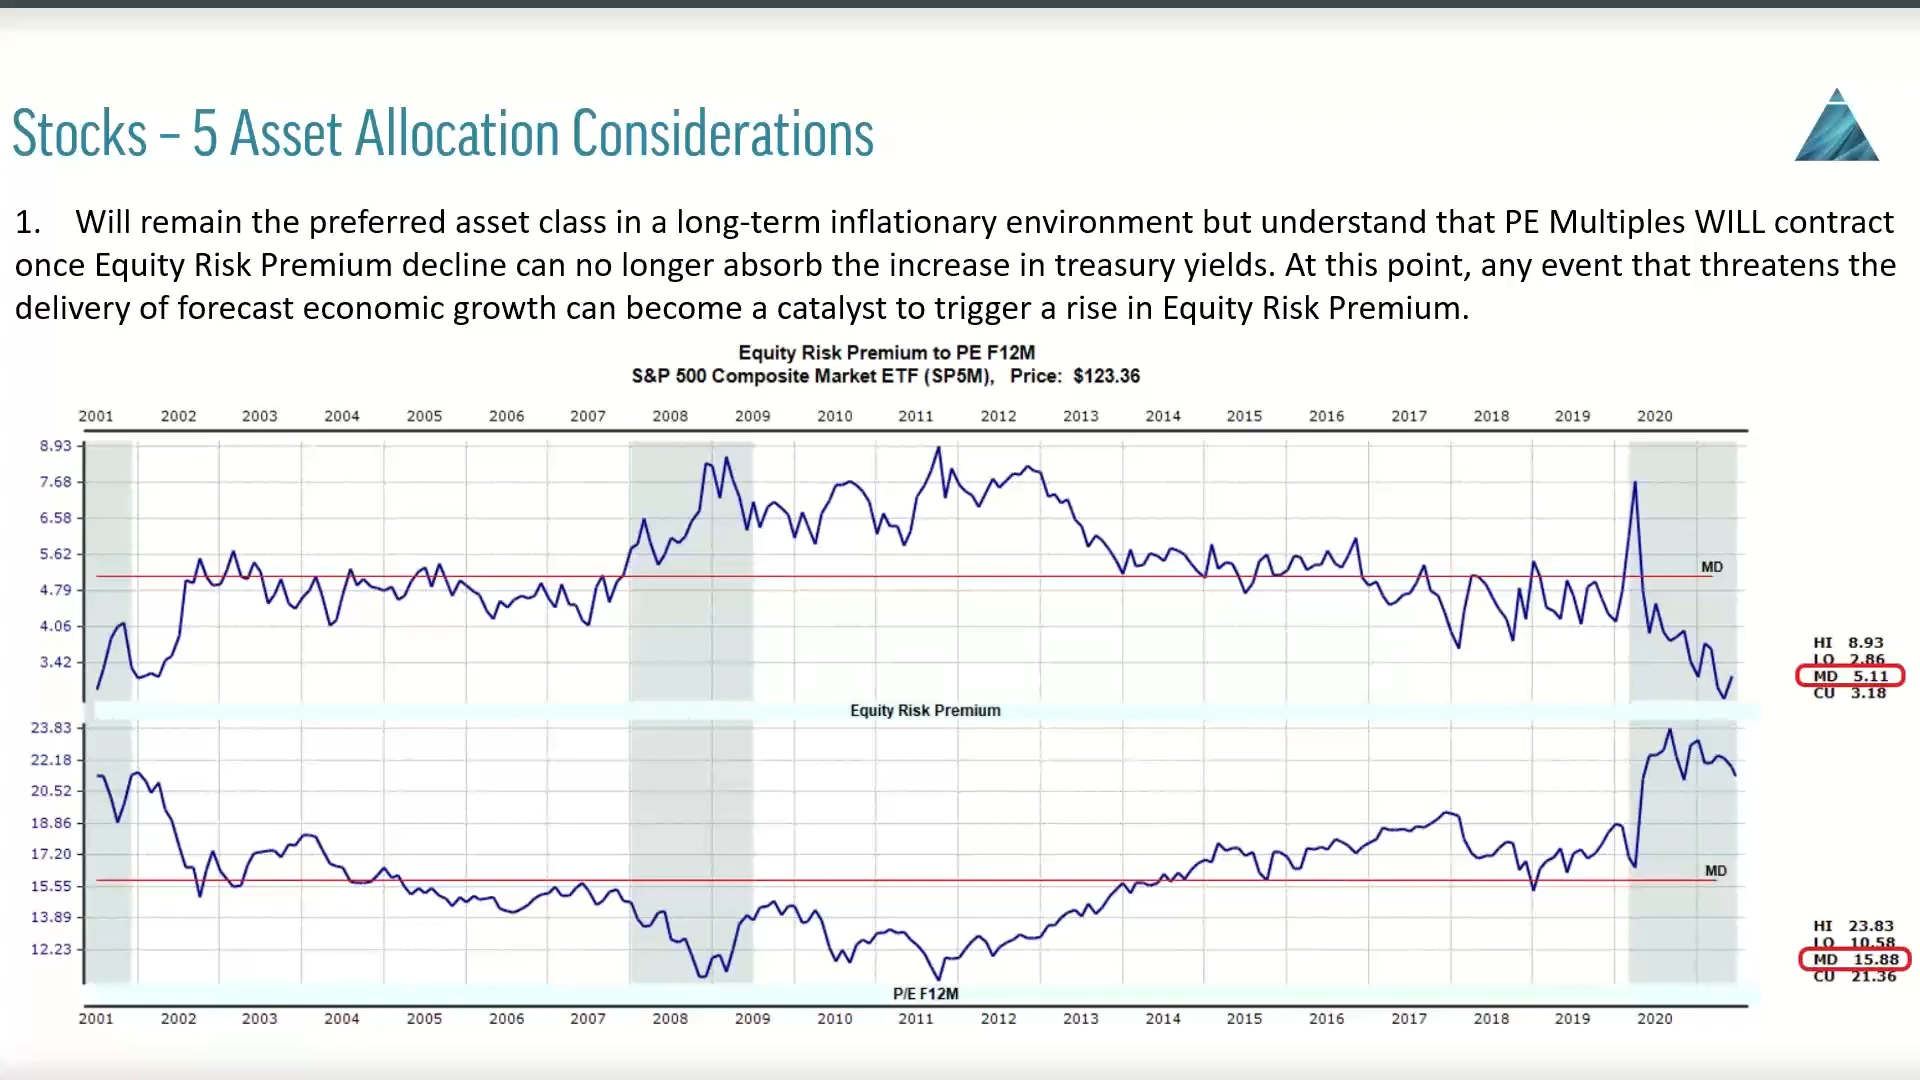 Stocks – 5 Asset Allocation Considerations
1. Will remain the preferred asset class in a long-term inflationary environment but understand that PE Multiples WILL contract
once Equity Risk Premium decline can no longer absorb the increase in treasury yields. At this point, any event that threatens the
delivery of forecast economic growth can become a catalyst to trigger a rise in Equity Risk Premium.
Equity Risk Premium to PE F12M
S&P 500 Composite Market ETF (SP5M), Price: $123.36
2001 2002 2003 2004 2005 2006 2007 2008 2009 2010 2011 2012 2013 2014 2015 2016 2017 2018 2019 2020
8.93
7.68
6.58
5.62
MD
4.79
4.06
3.42
HI 8.93
LO 2.86
MD 5.11
CU 3.18
Equity Risk Premium
23.83
22.18
20.52
18.86
17.20
MD
15.55
13.89
12.23
HI 23.83
LO 10.58
MD 15.88
CU 21.36
P/E F12M
2001 2002 2003 2004 2005 2006 2007 2008 2009 2010 2011 2012 2013 2014 2015 2016 2017 2018 2019 2020